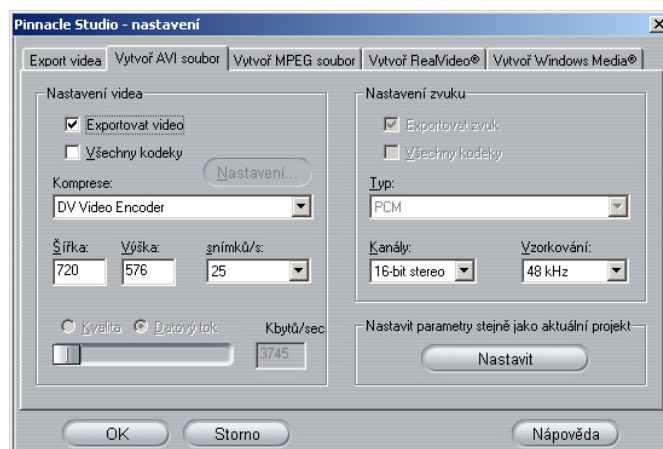 Pinnacle Studio - nastavení
Export videa Vytvoř AVI soubor Vytvoř MPEG soubor Vytvoř RealVideo® Vytvoř Windows Media®
Nastavení videa
Exportovat video
Všechny kodeky
Nastavení...
Komprese:
DV Video Encoder
Šířka: Výška: snímků/s:
720 576 25
Kvalita Datový tok Kbytů/sec
3745
Nastavení zvuku
Exportovat zvuk
Všechny kodeky
Typ:
PCM
Kanály: Vzorkování:
16-bit stereo 48 kHz
Nastavit parametry stejně jako aktuální projekt
Nastavit
OK Storno Nápověda